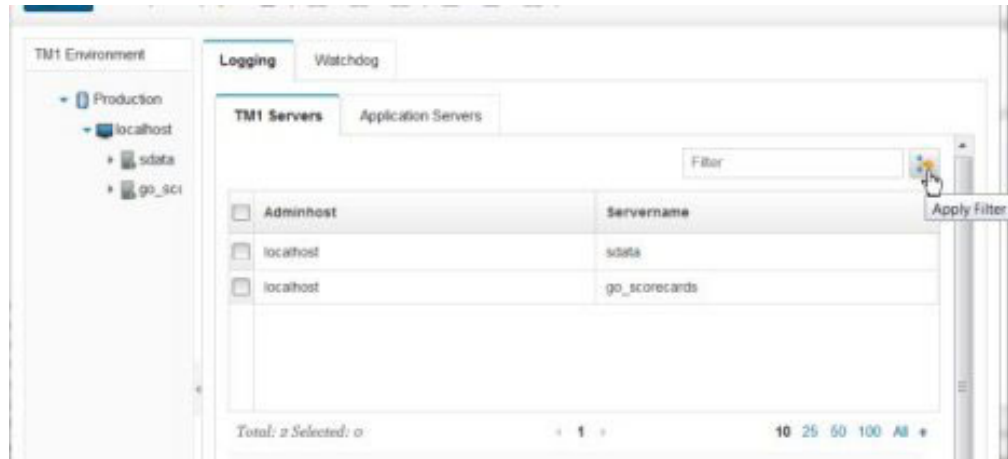 TM1 Environment
Logging Watchdog
Production
TM1 Servers Application Servers
localhost
sdata
Filter
go_sci
Apply Filter
Adminhost Servername
localhost sdata
localhost go_scorecards
Total: 2 Selected: 0 1 10 25 50 100 All